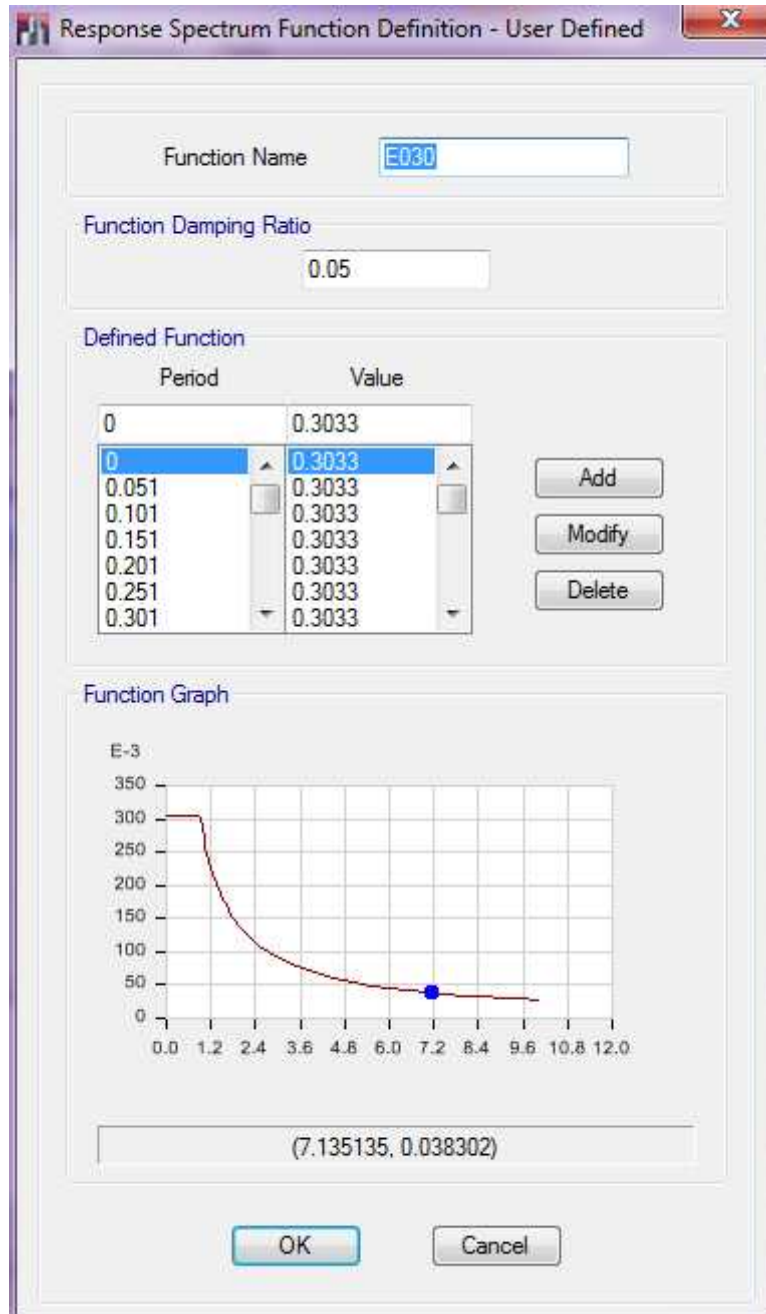 Response Spectrum Function Definition - User Defined
Function Name E030
Function Damping Ratio
0.05
Defined Function
Period Value
0 0.3033
0 0.3033
0.051 0.3033
0.101 0.3033
0.151 0.3033
0.201 0.3033
0.251 0.3033
0.301 0.3033
Add
Modify
Delete
Function Graph
E-3
350
300
250
200
150
100
50
0
0.0 1.2 2.4 3.6 4.8 6.0 7.2 8.4 9.6 10.8 12.0
(7.135135, 0.038302)
OK Cancel